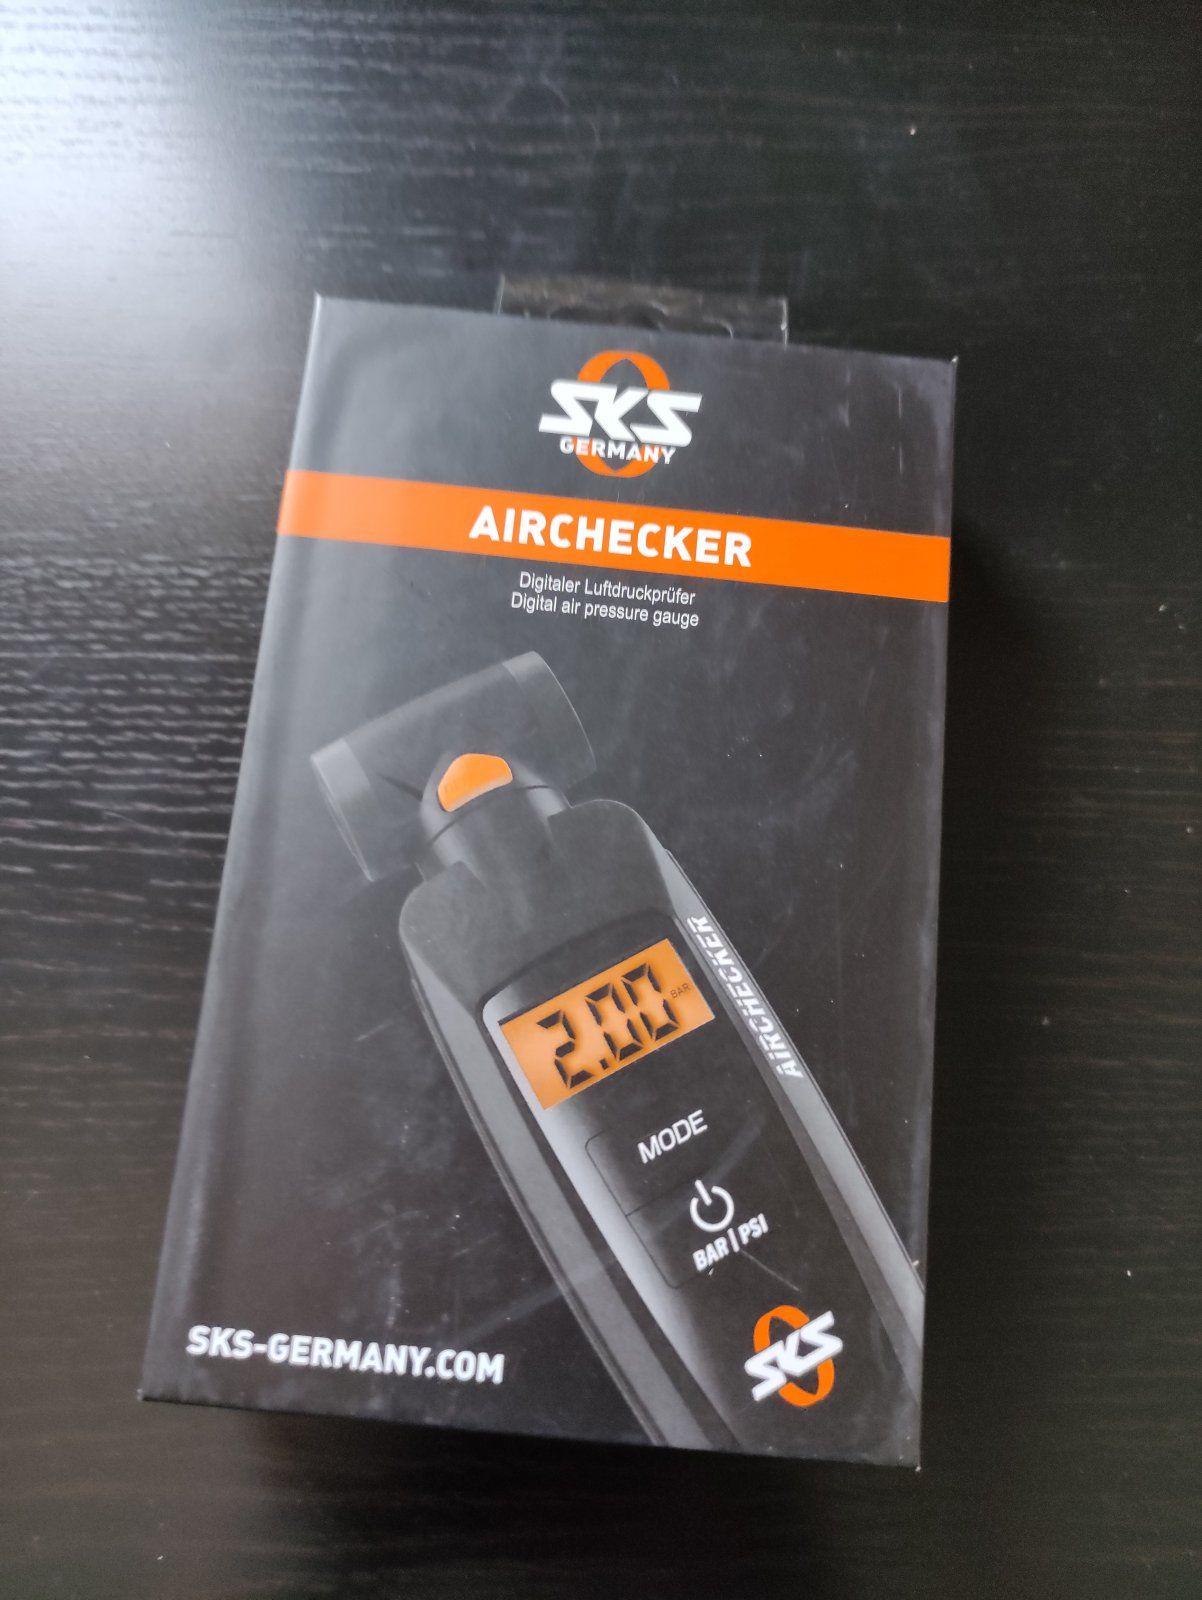 SKS
GERMANY
AIRCHECKER
Digitaler Luftdruckprüfer
Digital air pressure gauge
AIRCHECKER
2.00 BAR
MODE
BAR | PSI
SKS
SKS-GERMANY.COM